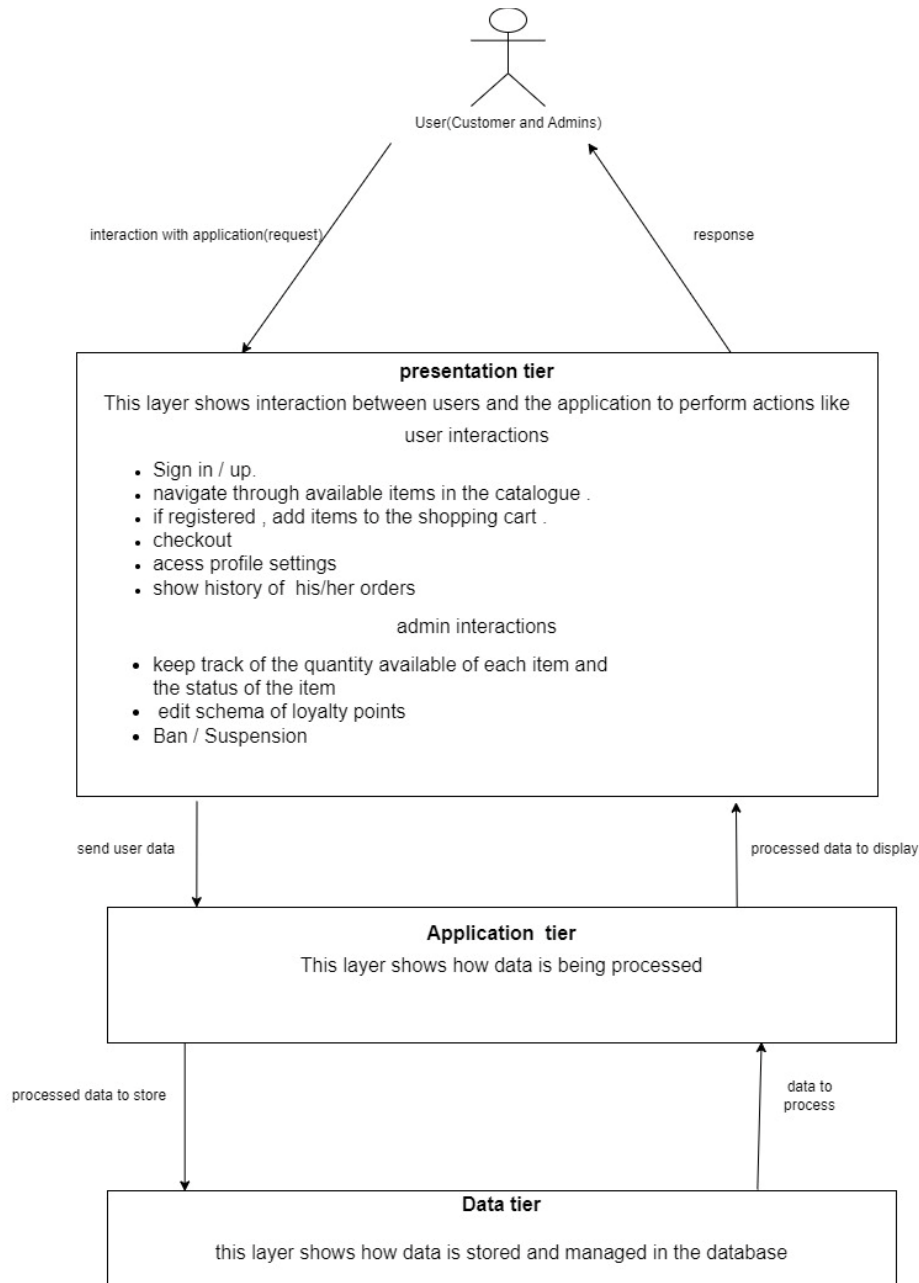 User(Customer and Admins)
interaction with application(request)
response
presentation tier
This layer shows interaction between users and the application to perform actions like
user interactions
• Sign in / up.
• navigate through available items in the catalogue .
• if registered , add items to the shopping cart .
• checkout
• acess profile settings
• show history of his/her orders
admin interactions
• keep track of the quantity available of each item and
the status of the item
• edit schema of loyalty points
• Ban / Suspension
send user data
processed data to display
Application tier
This layer shows how data is being processed
processed data to store
data to
process
Data tier
this layer shows how data is stored and managed in the database